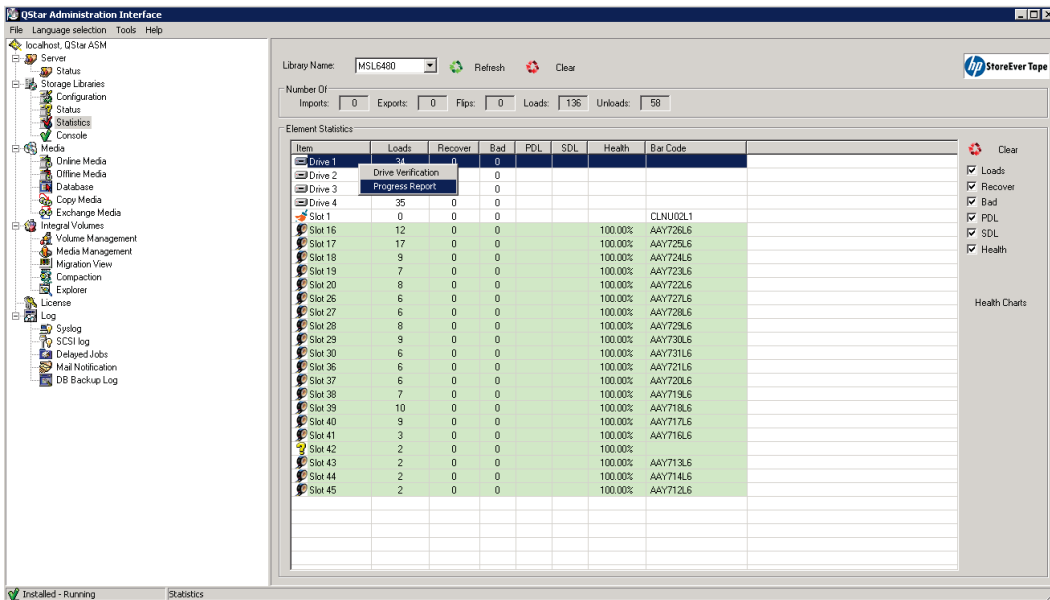 QStar Administration Interface
File Language selection Tools Help
localhost, QStar ASM
Server
Status
Storage Libraries
Configuration
Status
Statistics
Console
Media
Online Media
Offline Media
Database
Copy Media
Exchange Media
Integral Volumes
Volume Management
Media Management
Migration View
Compaction
Explorer
License
Log
Syslog
SCSI log
Delayed Jobs
Mail Notification
DB Backup Log
Library Name: MSL6480 Refresh Clear
hp StoreEver Tape
Number Of
Imports: 0 Exports: 0 Flips: 0 Loads: 136 Unloads: 58
Element Statistics
Item Loads Recover Bad PDL SDL Health Bar Code
Drive 1 34 0 0
Drive 2 0
Drive 3 0
Drive 4 35 0 0
Drive Verification
Progress Report
Slot 1 0 0 0 CLNU02L1
Slot 16 12 0 0 100.00% AAY726L6
Slot 17 17 0 0 100.00% AAY725L6
Slot 18 9 0 0 100.00% AAY724L6
Slot 19 7 0 0 100.00% AAY723L6
Slot 20 8 0 0 100.00% AAY722L6
Slot 26 6 0 0 100.00% AAY727L6
Slot 27 6 0 0 100.00% AAY728L6
Slot 28 8 0 0 100.00% AAY729L6
Slot 29 9 0 0 100.00% AAY730L6
Slot 30 6 0 0 100.00% AAY731L6
Slot 36 6 0 0 100.00% AAY721L6
Slot 37 6 0 0 100.00% AAY720L6
Slot 38 7 0 0 100.00% AAY719L6
Slot 39 10 0 0 100.00% AAY718L6
Slot 40 9 0 0 100.00% AAY717L6
Slot 41 3 0 0 100.00% AAY716L6
Slot 42 2 0 0 100.00%
Slot 43 2 0 0 100.00% AAY713L6
Slot 44 2 0 0 100.00% AAY714L6
Slot 45 2 0 0 100.00% AAY712L6
Clear
Loads
Recover
Bad
PDL
SDL
Health
Health Charts
Installed - Running
Statistics